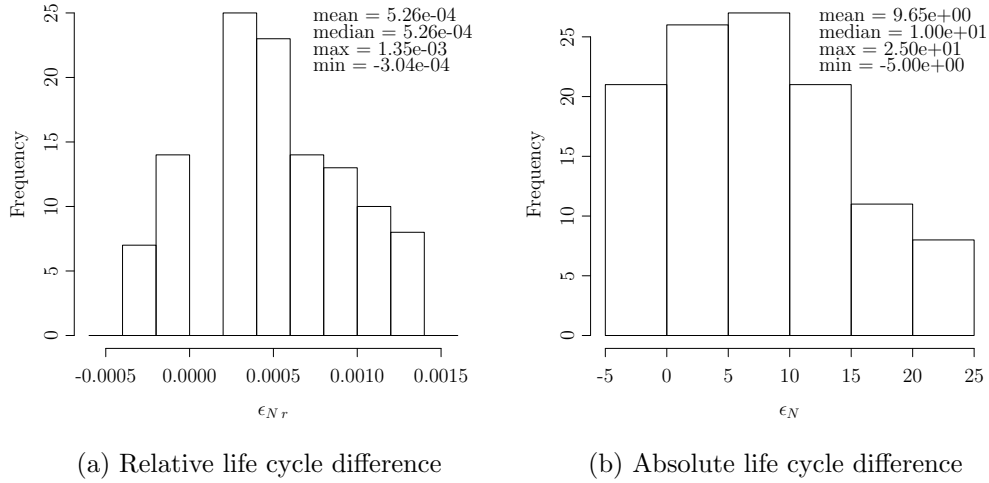 mean = 5.26e-04
median = 5.26e-04
max = 1.35e-03
min = -3.04e-04
25
20
15
10
5
0
Frequency
-0.0005 0.0000 0.0005 0.0010 0.0015
ϵ_{N r}
(a) Relative life cycle difference
mean = 9.65e+00
median = 1.00e+01
max = 2.50e+01
min = -5.00e+00
25
20
15
10
5
0
Frequency
-5 0 5 10 15 20 25
ϵ_N
(b) Absolute life cycle difference